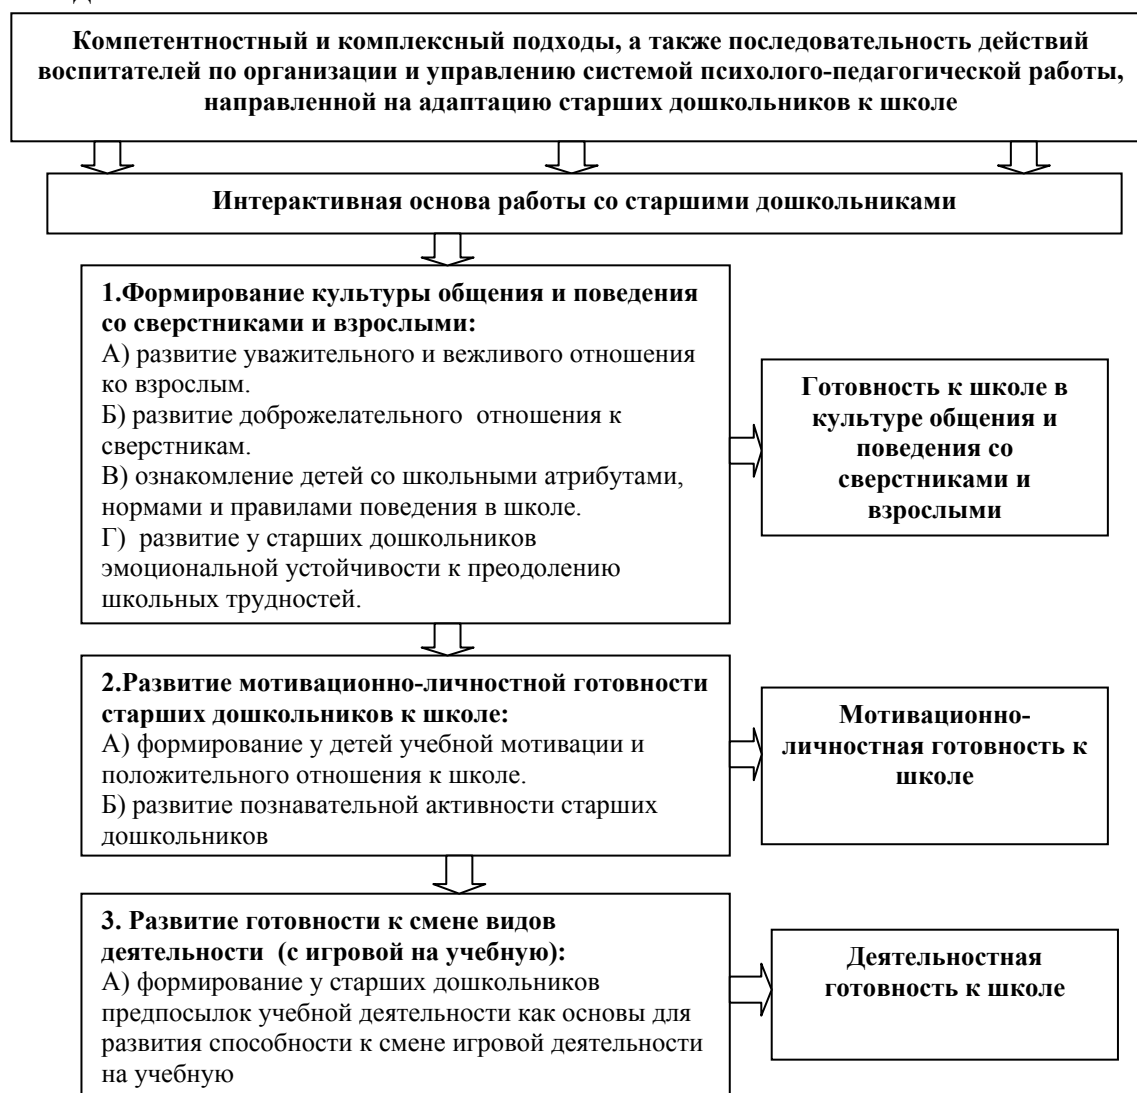 Компетентностный и комплексный подходы, а также последовательность действий
воспитателей по организации и управлению системой психолого-педагогической работы,
направленной на адаптацию старших дошкольников к школе
Интерактивная основа работы со старшими дошкольниками
1.Формирование культуры общения и поведения
со сверстниками и взрослыми:
А) развитие уважительного и вежливого отношения
ко взрослым.
Б) развитие доброжелательного отношения к
сверстникам.
В) ознакомление детей со школьными атрибутами,
нормами и правилами поведения в школе.
Г) развитие у старших дошкольников
эмоциональной устойчивости к преодолению
школьных трудностей.
Готовность к школе в
культуре общения и
поведения со
сверстниками и
взрослыми
2.Развитие мотивационно-личностной готовности
старших дошкольников к школе:
А) формирование у детей учебной мотивации и
положительного отношения к школе.
Б) развитие познавательной активности старших
дошкольников
Мотивационно-
личностная готовность к
школе
3. Развитие готовности к смене видов
деятельности (с игровой на учебную):
А) формирование у старших дошкольников
предпосылок учебной деятельности как основы для
развития способности к смене игровой деятельности
на учебную
Деятельностная
готовность к школе